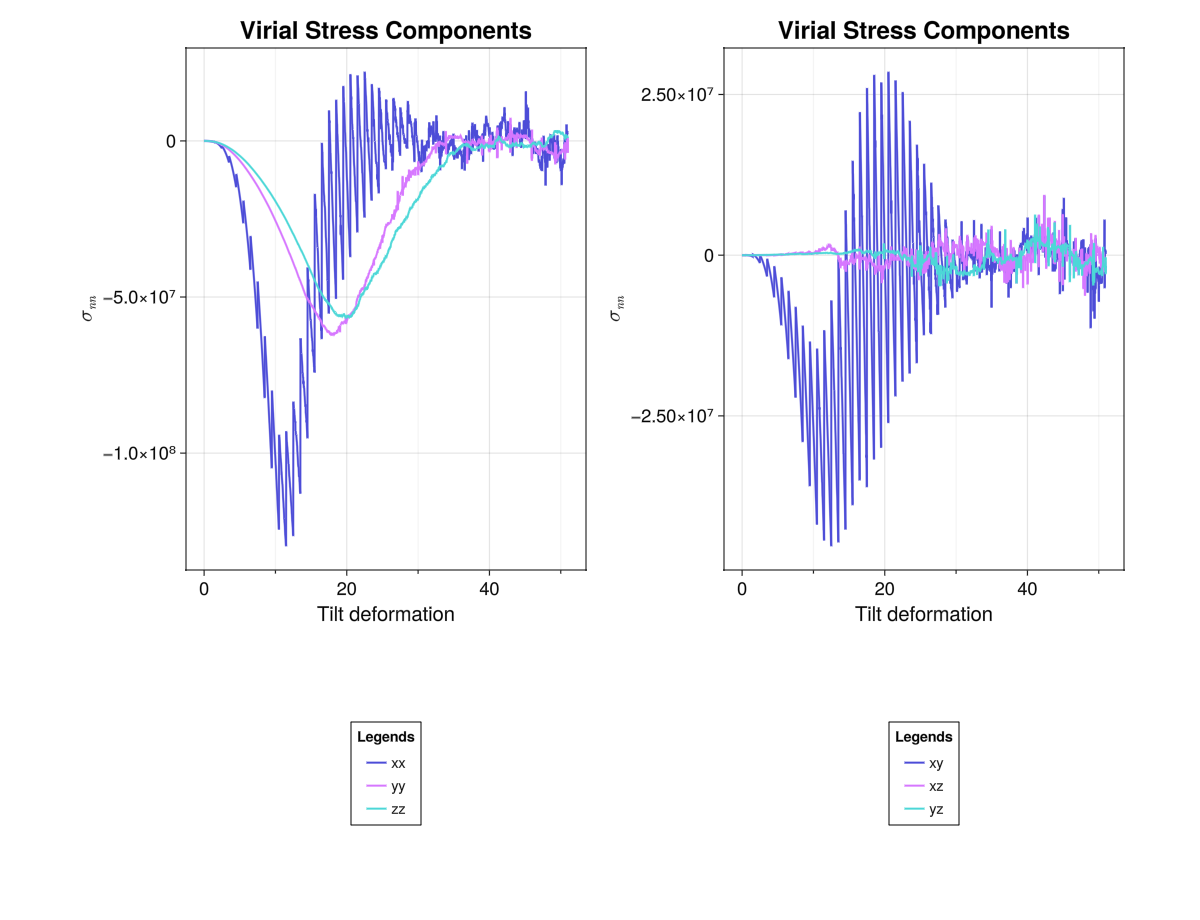 Virial Stress Components
0
−5.0×10⁷
−1.0×10⁸
σₙₙ
0 20 40
Tilt deformation
Virial Stress Components
2.50×10⁷
0
−2.50×10⁷
σₙₙ
0 20 40
Tilt deformation
Legends
xx
yy
zz
Legends
xy
xz
yz